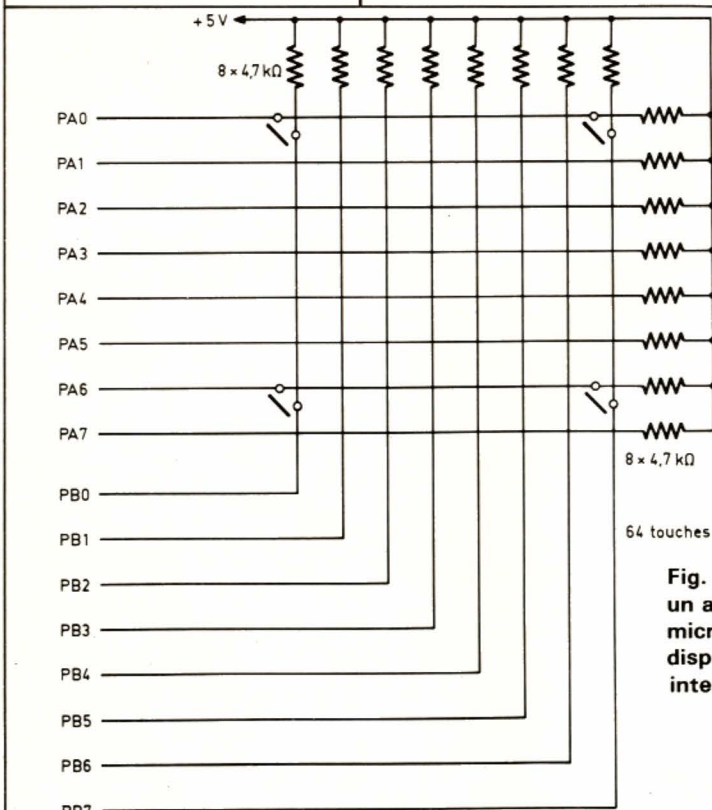 +5V
8 × 4,7 kΩ
PA0
PA1
PA2
PA3
PA4
PA5
PA6
PA7
8 × 4,7 kΩ
PB0
PB1
64 touches
PB2
Fig.
un a
micr
PB3
disp
inte
PB4
PB5
PB6
PB7